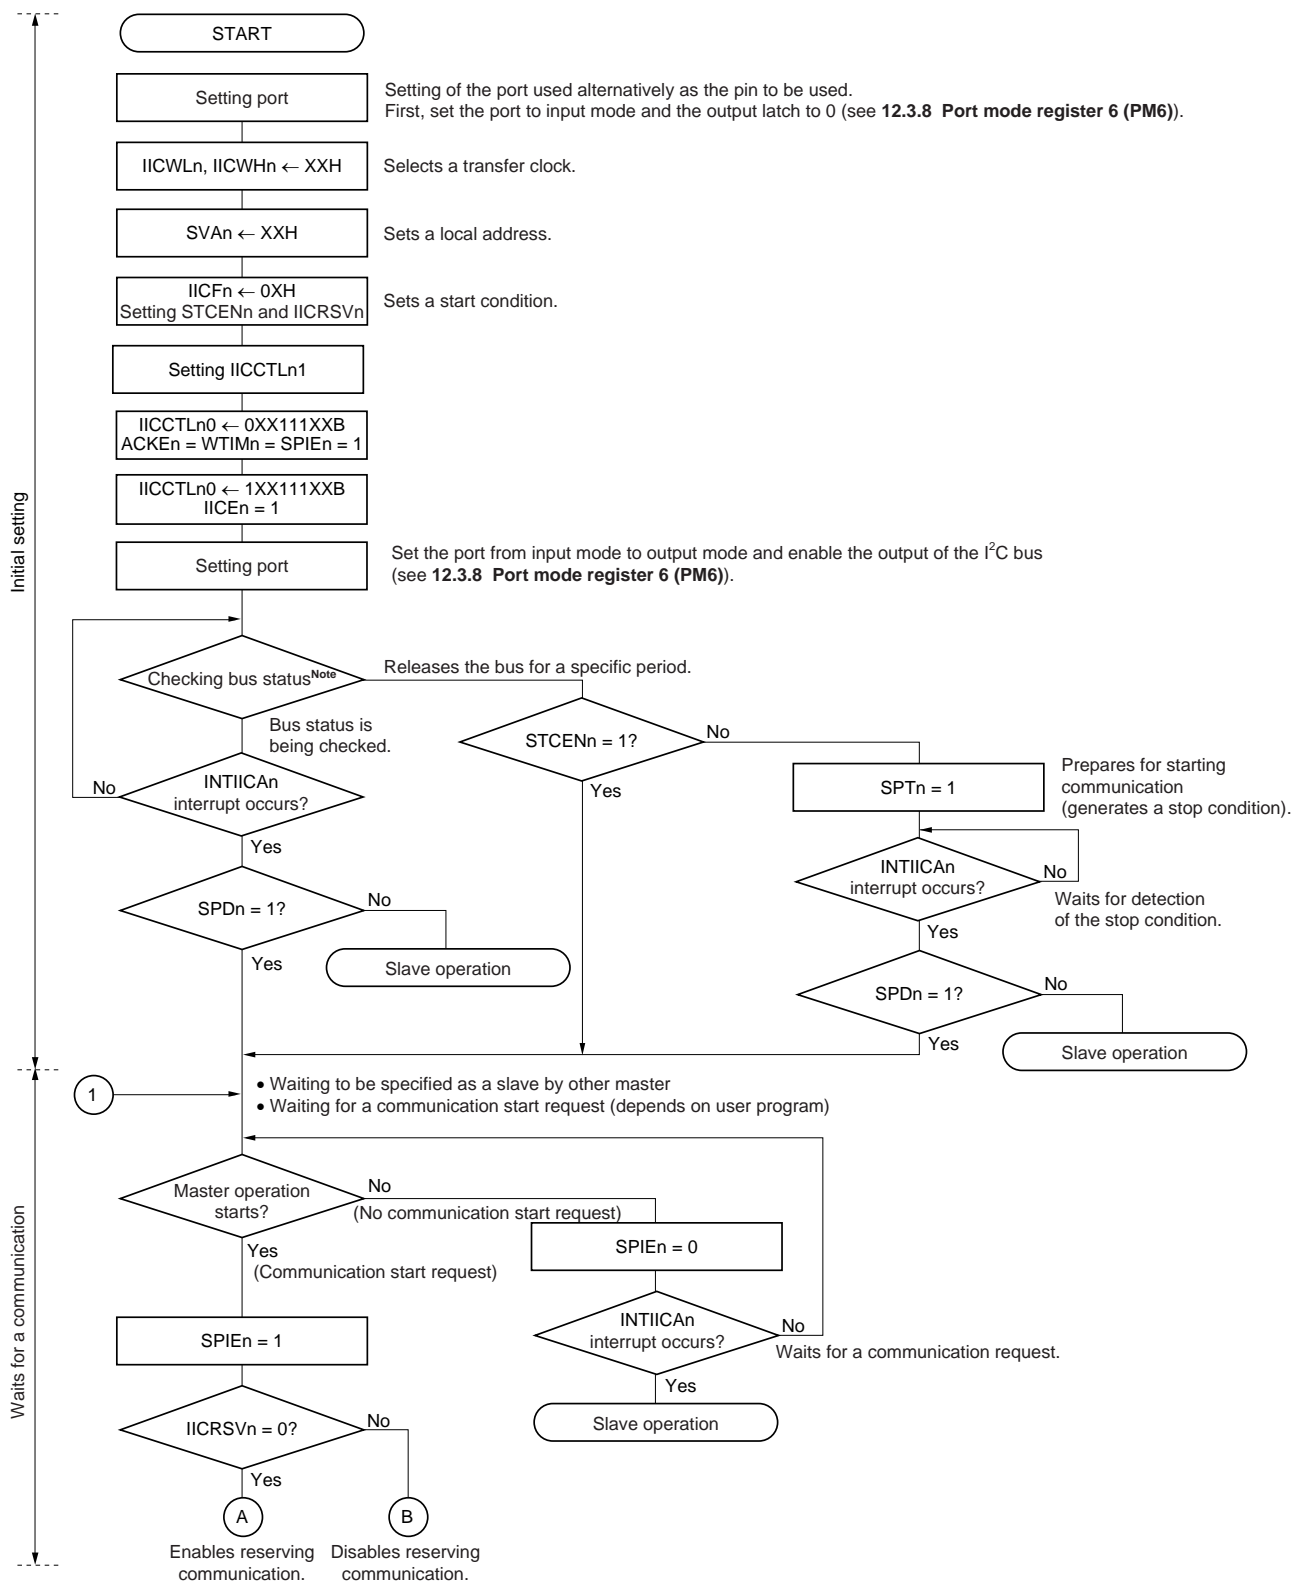 START
Setting port
Setting of the port used alternatively as the pin to be used.
First, set the port to input mode and the output latch to 0 (see 12.3.8 Port mode register 6 (PM6)).
IICWLn, IICWHn ← XXH
Selects a transfer clock.
SVAn ← XXH
Sets a local address.
IICFn ← 0XH
Setting STCENn and IICRSVn
Sets a start condition.
Setting IICCTLn1
IICCTLn0 ← 0XX111XXB
ACKEn = WTIMn = SPIEn = 1
IICCTLn0 ← 1XX111XXB
IICEn = 1
Initial setting
Setting port
Set the port from input mode to output mode and enable the output of the I²C bus
(see 12.3.8 Port mode register 6 (PM6)).
Checking bus statusNote
Releases the bus for a specific period.
Bus status is
being checked.
STCENn = 1?
No
Yes
SPTn = 1
Prepares for starting
communication
(generates a stop condition).
INTIICAn
interrupt occurs?
No
Yes
INTIICAn
interrupt occurs?
No
Waits for detection
of the stop condition.
Yes
SPDn = 1?
No
Yes
Slave operation
SPDn = 1?
No
Yes
Slave operation
1
• Waiting to be specified as a slave by other master
• Waiting for a communication start request (depends on user program)
Waits for a communication
Master operation
starts?
No
(No communication start request)
Yes
(Communication start request)
SPIEn = 0
SPIEn = 1
INTIICAn
interrupt occurs?
No
Waits for a communication request.
Yes
Slave operation
IICRSVn = 0?
No
Yes
A
B
Enables reserving
communication.
Disables reserving
communication.